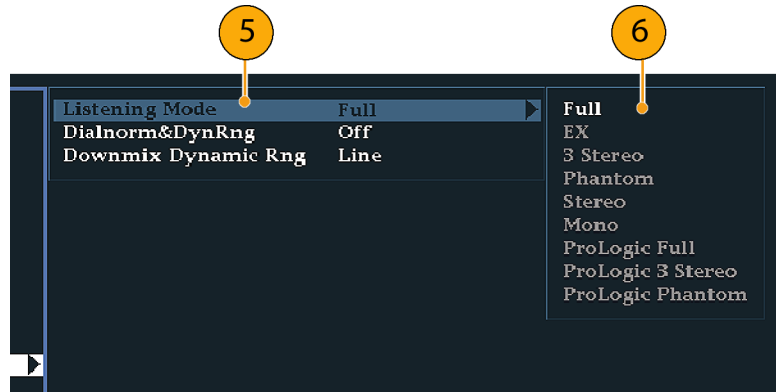 5
6
Listening Mode Full
Dialnorm&DynRng Off
Downmix Dynamic Rng Line
Full
EX
3 Stereo
Phantom
Stereo
Mono
ProLogic Full
ProLogic 3 Stereo
ProLogic Phantom